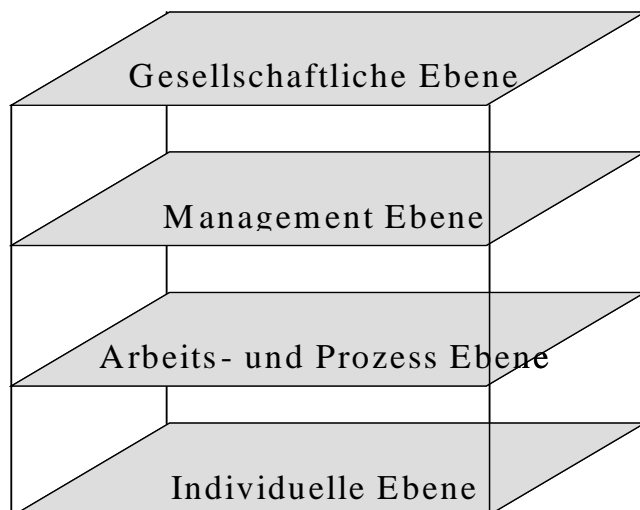 Gesellschaftliche Ebene
Management Ebene
Arbeits- und Prozess Ebene
Individuelle Ebene